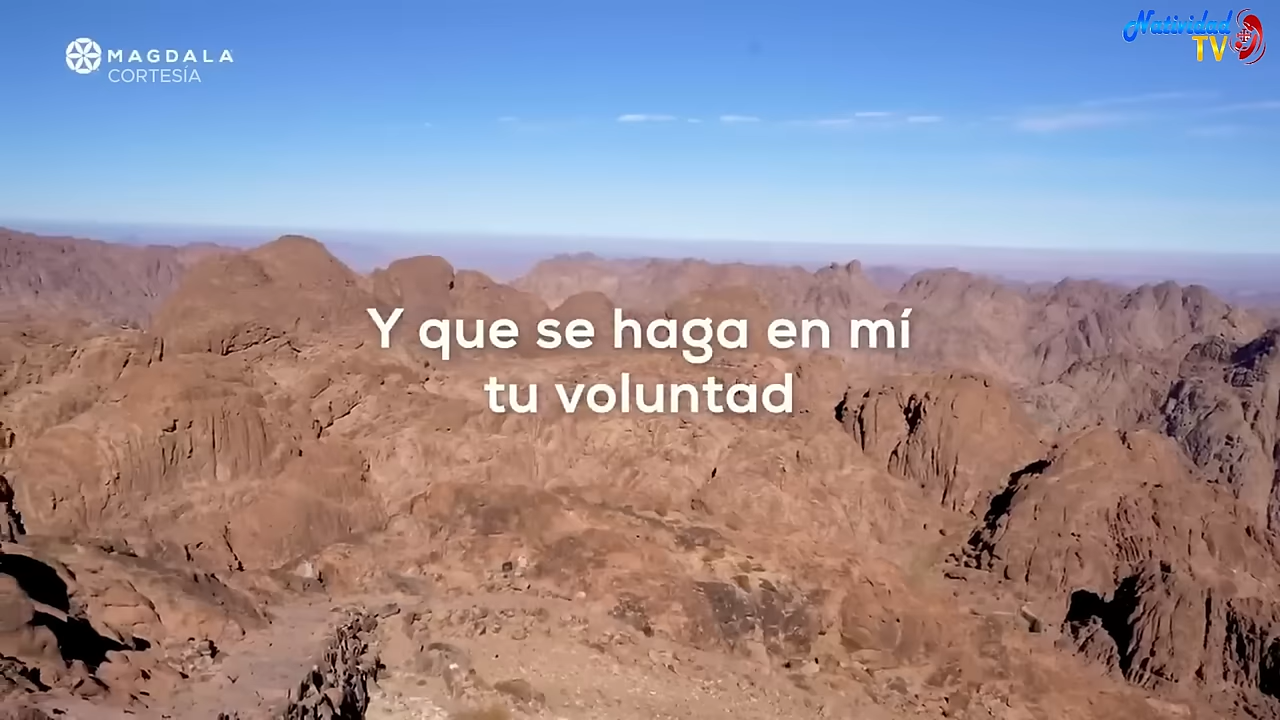 MAGDALA
CORTESÍA
Natividad
TV
Y que se haga en mí
tu voluntad